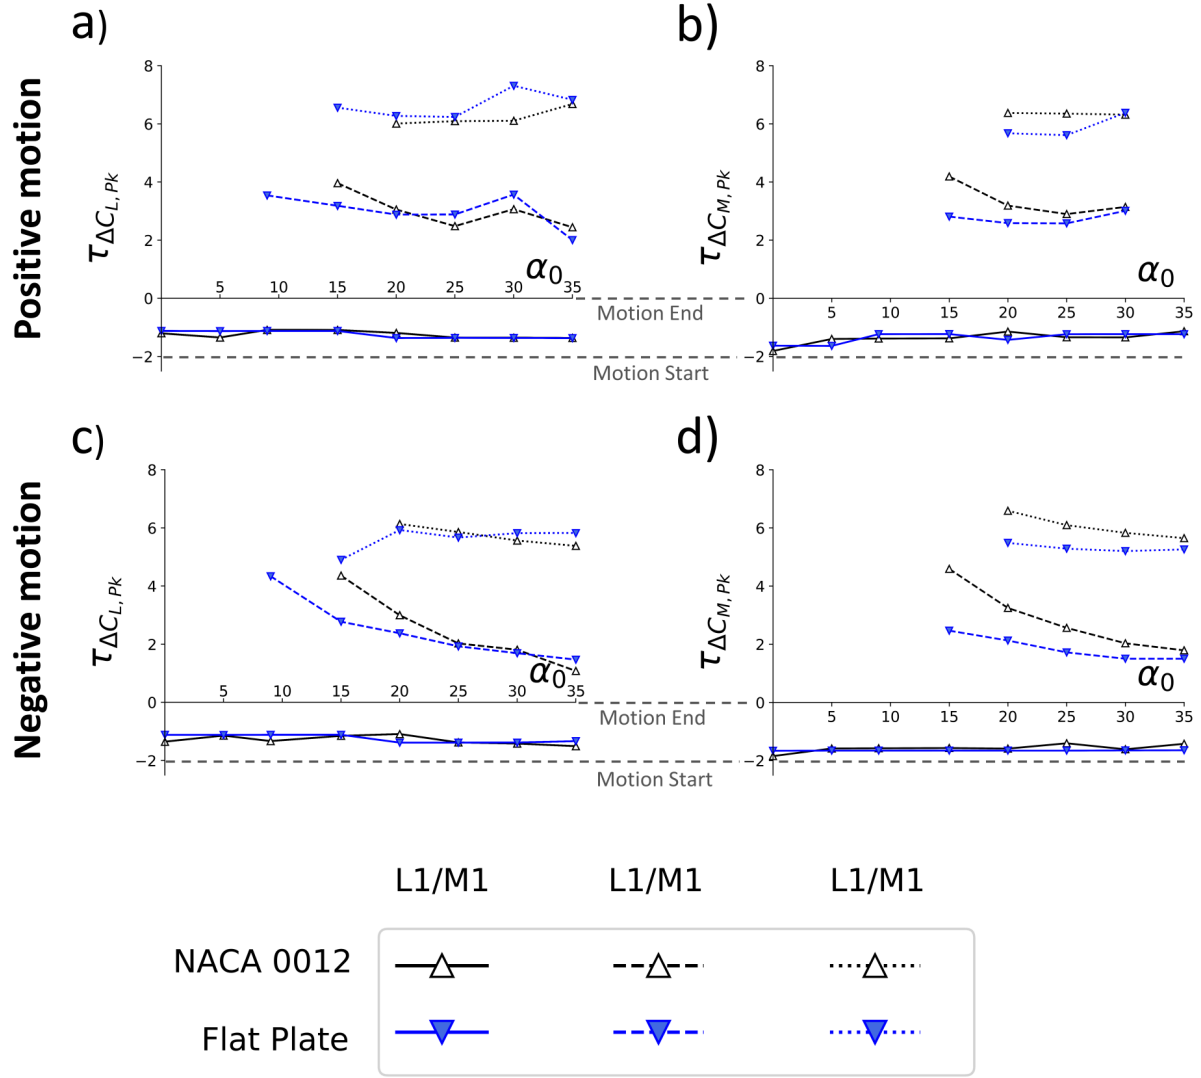 a)
b)
Positive motion
τΔC_L,Pk
8
6
4
2
0
−2
5 10 15 20 25 30 35
α₀
Motion End
Motion Start
τΔC_M,Pk
8
6
4
2
0
−2
5 10 15 20 25 30 35
α₀
c)
d)
Negative motion
τΔC_L,Pk
8
6
4
2
0
−2
5 10 15 20 25 30 35
α₀
Motion End
Motion Start
τΔC_M,Pk
8
6
4
2
0
−2
5 10 15 20 25 30 35
α₀
L1/M1 L1/M1 L1/M1
NACA 0012
Flat Plate